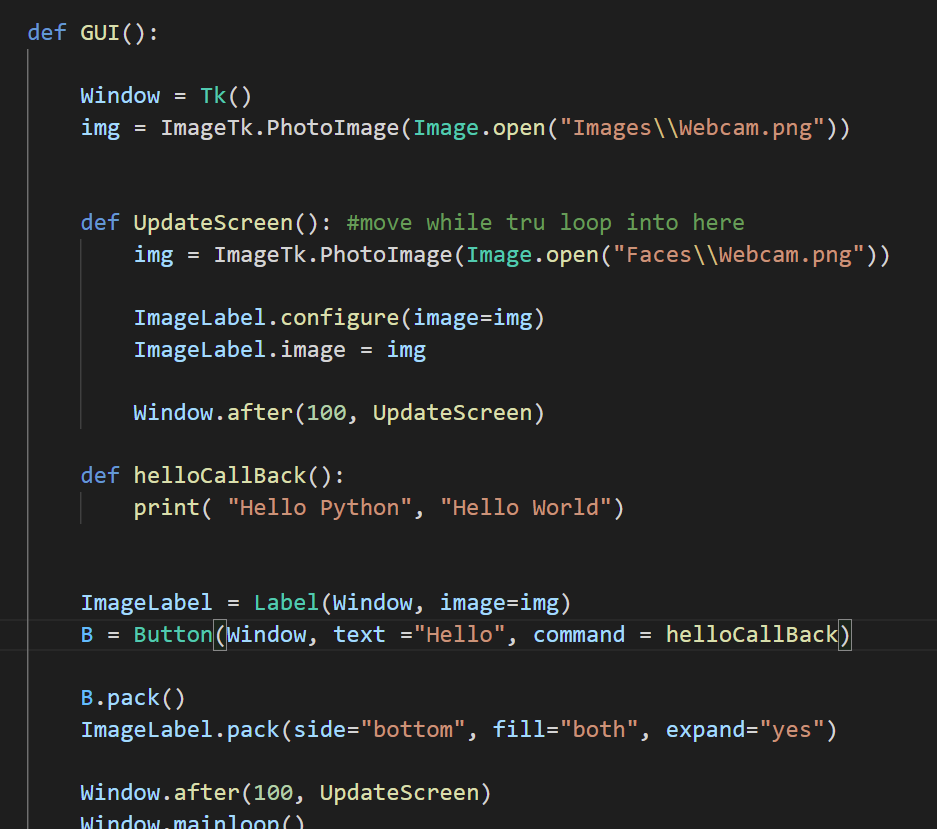 def GUI():
Window = Tk()
img = ImageTk.PhotoImage(Image.open("Images\\Webcam.png"))
def UpdateScreen(): #move while tru loop into here
img = ImageTk.PhotoImage(Image.open("Faces\\Webcam.png"))
ImageLabel.configure(image=img)
ImageLabel.image = img
Window.after(100, UpdateScreen)
def helloCallBack():
print( "Hello Python", "Hello World")
ImageLabel = Label(Window, image=img)
B = Button(Window, text ="Hello", command = helloCallBack)
B.pack()
ImageLabel.pack(side="bottom", fill="both", expand="yes")
Window.after(100, UpdateScreen)
Window.mainloop()